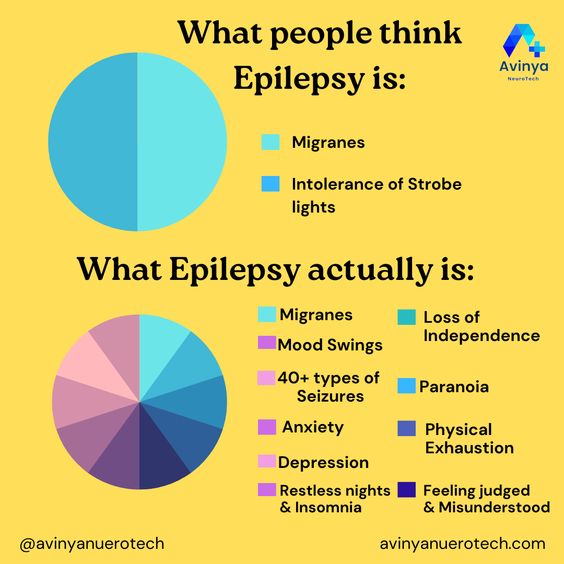 What people think
Epilepsy is:
Avinya
NeuroTech
Migranes
Intolerance of Strobe
lights
What Epilepsy actually is:
Migranes
Mood Swings
40+ types of
Seizures
Anxiety
Depression
Restless nights
& Insomnia
Loss of
Independence
Paranoia
Physical
Exhaustion
Feeling judged
& Misunderstood
@avinyanuerotech
avinyanuerotech.com